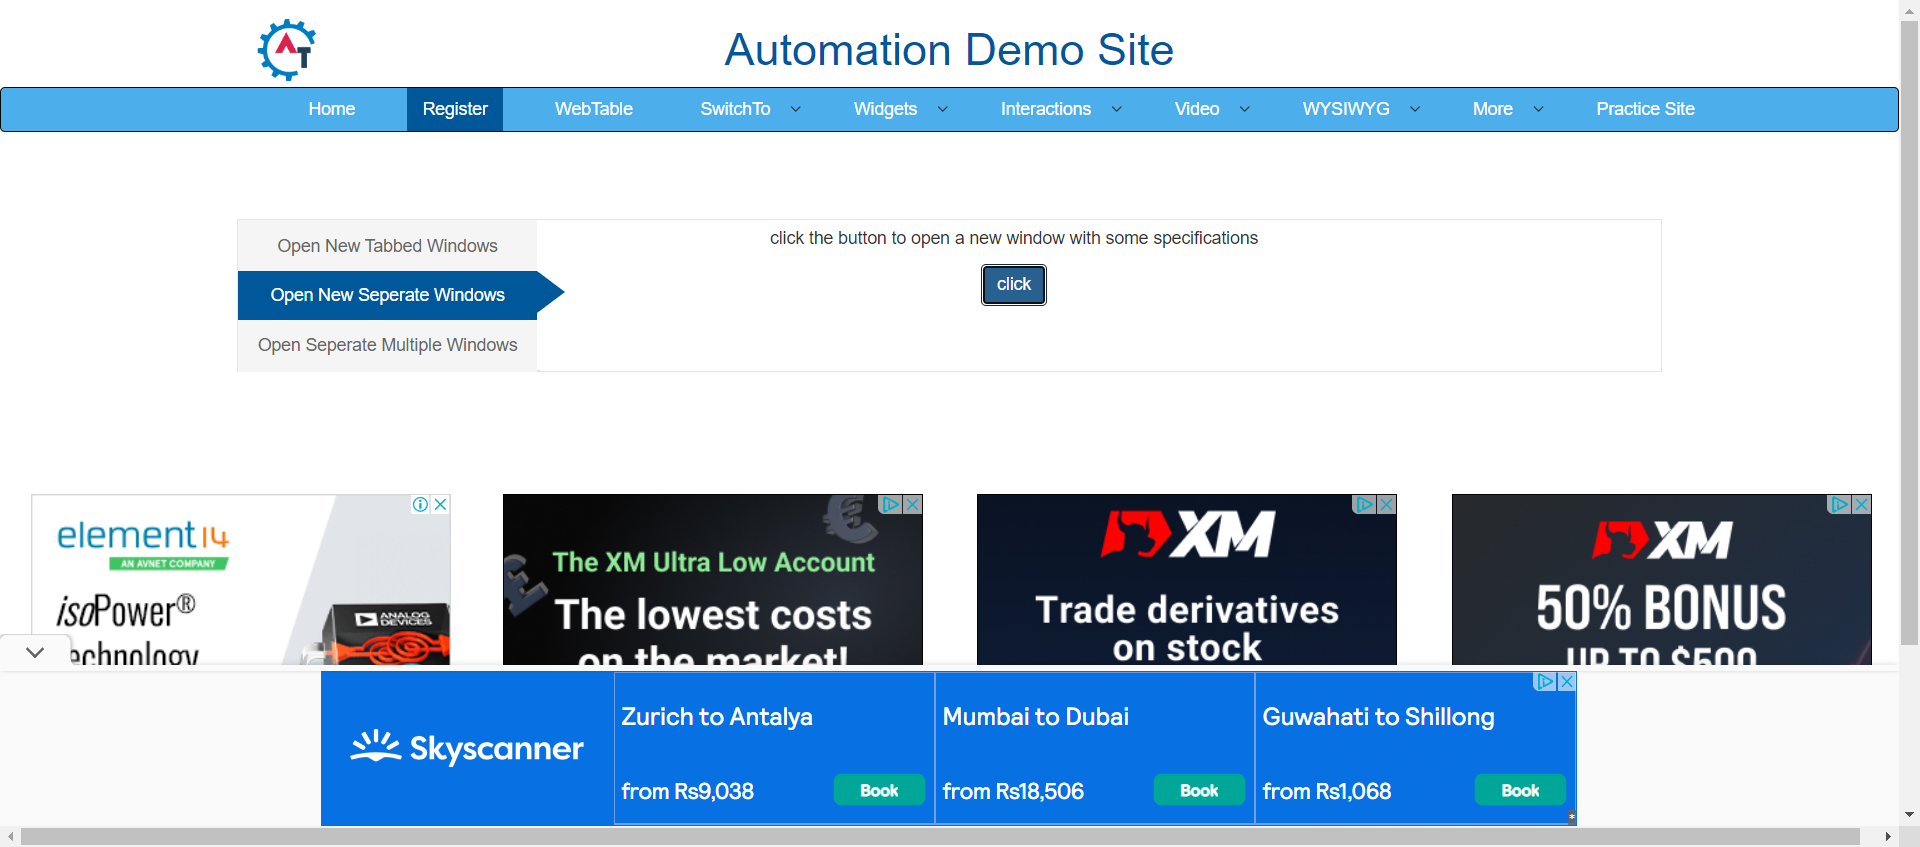 Automation Demo Site
Home Register WebTable SwitchTo Widgets Interactions Video WYSIWYG More Practice Site
Open New Tabbed Windows
Open New Seperate Windows
Open Seperate Multiple Windows
click the button to open a new window with some specifications
click
element14
AN AVNET COMPANY
isoPower®
technology
ANALOG
DEVICES
The XM Ultra Low Account
The lowest costs
on the market!
XM
Trade derivatives
on stock
XM
50% BONUS
UP TO $500
Skyscanner
Zurich to Antalya
from Rs9,038
Book
Mumbai to Dubai
from Rs18,506
Book
Guwahati to Shillong
from Rs1,068
Book